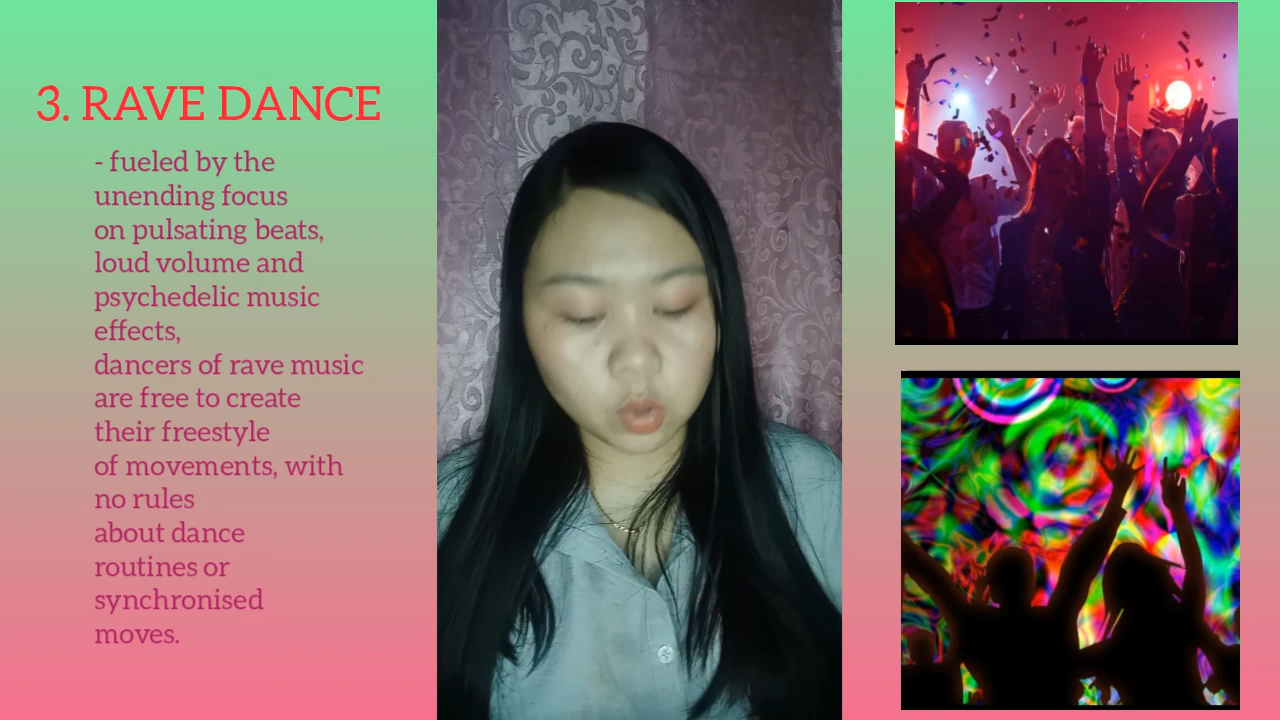 3. RAVE DANCE
- fueled by the
unending focus
on pulsating beats,
loud volume and
psychedelic music
effects,
dancers of rave music
are free to create
their freestyle
of movements, with
no rules
about dance
routines or
synchronised
moves.